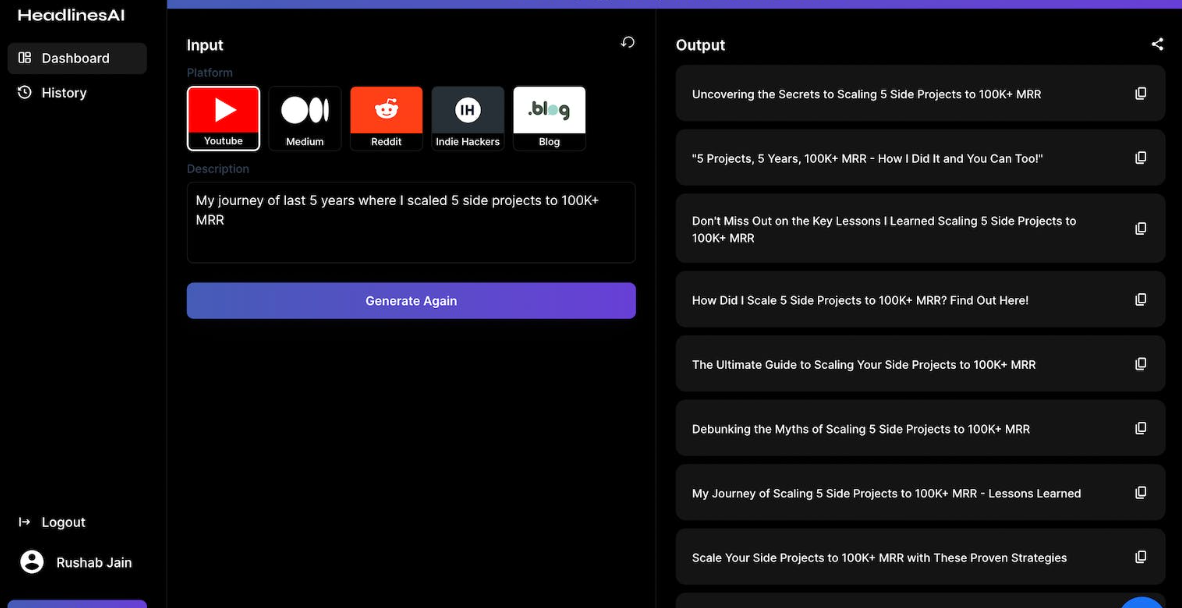 HeadlinesAI
Dashboard
History
Logout
Rushab Jain
Input
Platform
Youtube
Medium
Reddit
IH
Indie Hackers
.blog
Blog
Description
My journey of last 5 years where I scaled 5 side projects to 100K+
MRR
Generate Again
Output
Uncovering the Secrets to Scaling 5 Side Projects to 100K+ MRR
"5 Projects, 5 Years, 100K+ MRR - How I Did It and You Can Too!"
Don't Miss Out on the Key Lessons I Learned Scaling 5 Side Projects to
100K+ MRR
How Did I Scale 5 Side Projects to 100K+ MRR? Find Out Here!
The Ultimate Guide to Scaling Your Side Projects to 100K+ MRR
Debunking the Myths of Scaling 5 Side Projects to 100K+ MRR
My Journey of Scaling 5 Side Projects to 100K+ MRR - Lessons Learned
Scale Your Side Projects to 100K+ MRR with These Proven Strategies